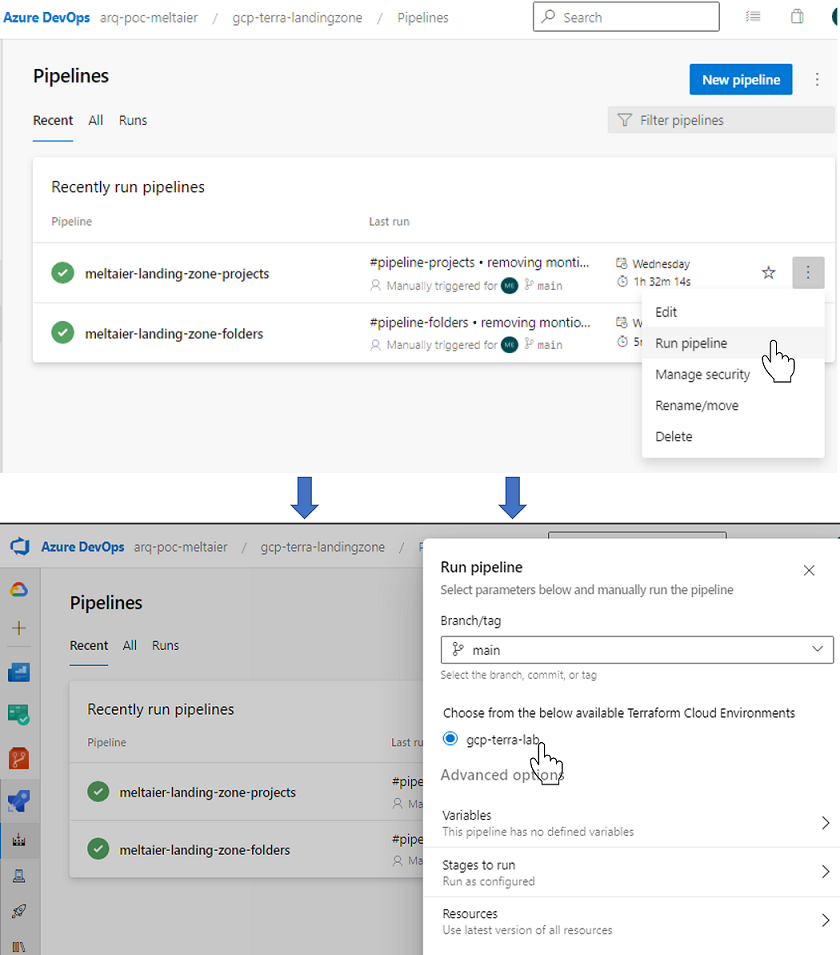 Azure DevOps arq-poc-meltaier / gcp-terra-landingzone / Pipelines
Search
Pipelines
New pipeline
Recent All Runs
Filter pipelines
Recently run pipelines
Pipeline Last run
meltaier-landing-zone-projects
#pipeline-projects • removing monti...
Manually triggered for ME main
Wednesday
1h 32m 14s
meltaier-landing-zone-folders
#pipeline-folders • removing montio...
Manually triggered for ME main
W
5m
Edit
Run pipeline
Manage security
Rename/move
Delete
Azure DevOps arq-poc-meltaier / gcp-terra-landingzone / P
Pipelines
Recent All Runs
Recently run pipelines
Pipeline Last ru
meltaier-landing-zone-projects
#pipe
Ma
meltaier-landing-zone-folders
#pipe
Ma
Run pipeline
Select parameters below and manually run the pipeline
Branch/tag
main
Select the branch, commit, or tag
Choose from the below available Terraform Cloud Environments
gcp-terra-lab
Advanced options
Variables
This pipeline has no defined variables
Stages to run
Run as configured
Resources
Use latest version of all resources